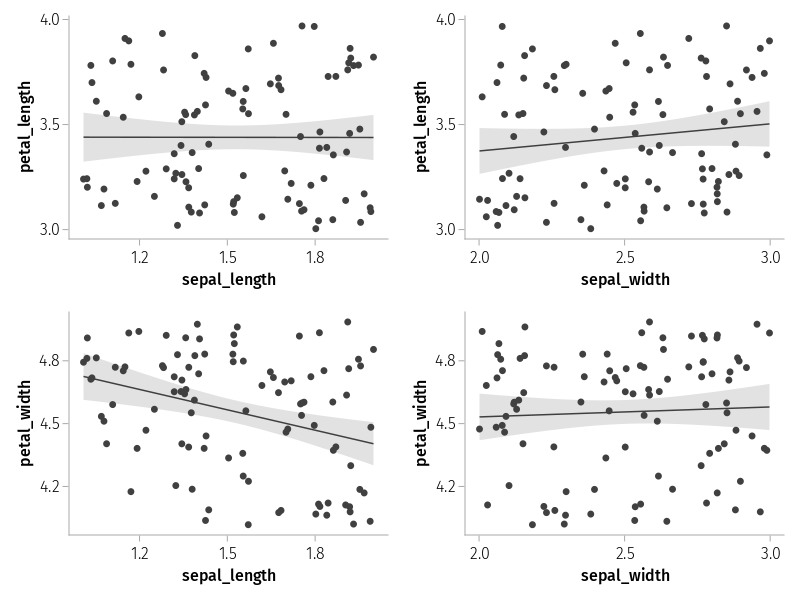 4.0
3.5
3.0
petal_length
1.2 1.5 1.8
sepal_length
4.0
3.5
3.0
petal_length
2.0 2.5 3.0
sepal_width
4.8
4.5
4.2
petal_width
1.2 1.5 1.8
sepal_length
4.8
4.5
4.2
petal_width
2.0 2.5 3.0
sepal_width